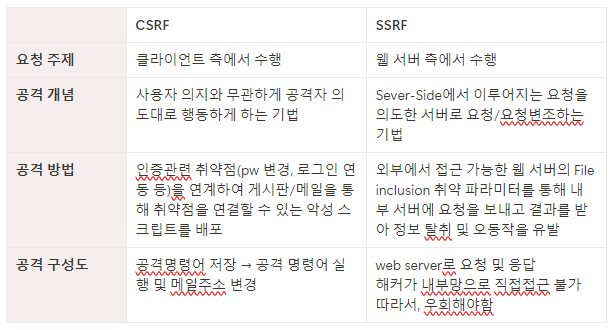 CSRF SSRF
요청 주제 클라이언트 측에서 수행 웹 서버 측에서 수행
공격 개념 사용자 의지와 무관하게 공격자 의 Sever-Side에서 이루어지는 요청을
도대로 행동하게 하는 기법 의도한 서버로 요청/요청변조하는
기법
공격 방법 인증관련 취약점(pw 변경, 로그인 연 외부에서 접근 가능한 웹 서버의 File
동 등)을 연계하여 게시판/메일을 통 inclusion 취약 파라미터를 통해 내
해 취약점을 연결할 수 있는 악성 스 부 서버에 요청을 보내고 결과를 받
크립트를 배포 아 정보 탈취 및 오동작을 유발
공격 구성도 공격명령어 저장 → 공격 명령어 실 web server로 요청 및 응답
행 및 메일주소 변경 해커가 내부망으로 직접접근 불가
따라서, 우회해야함